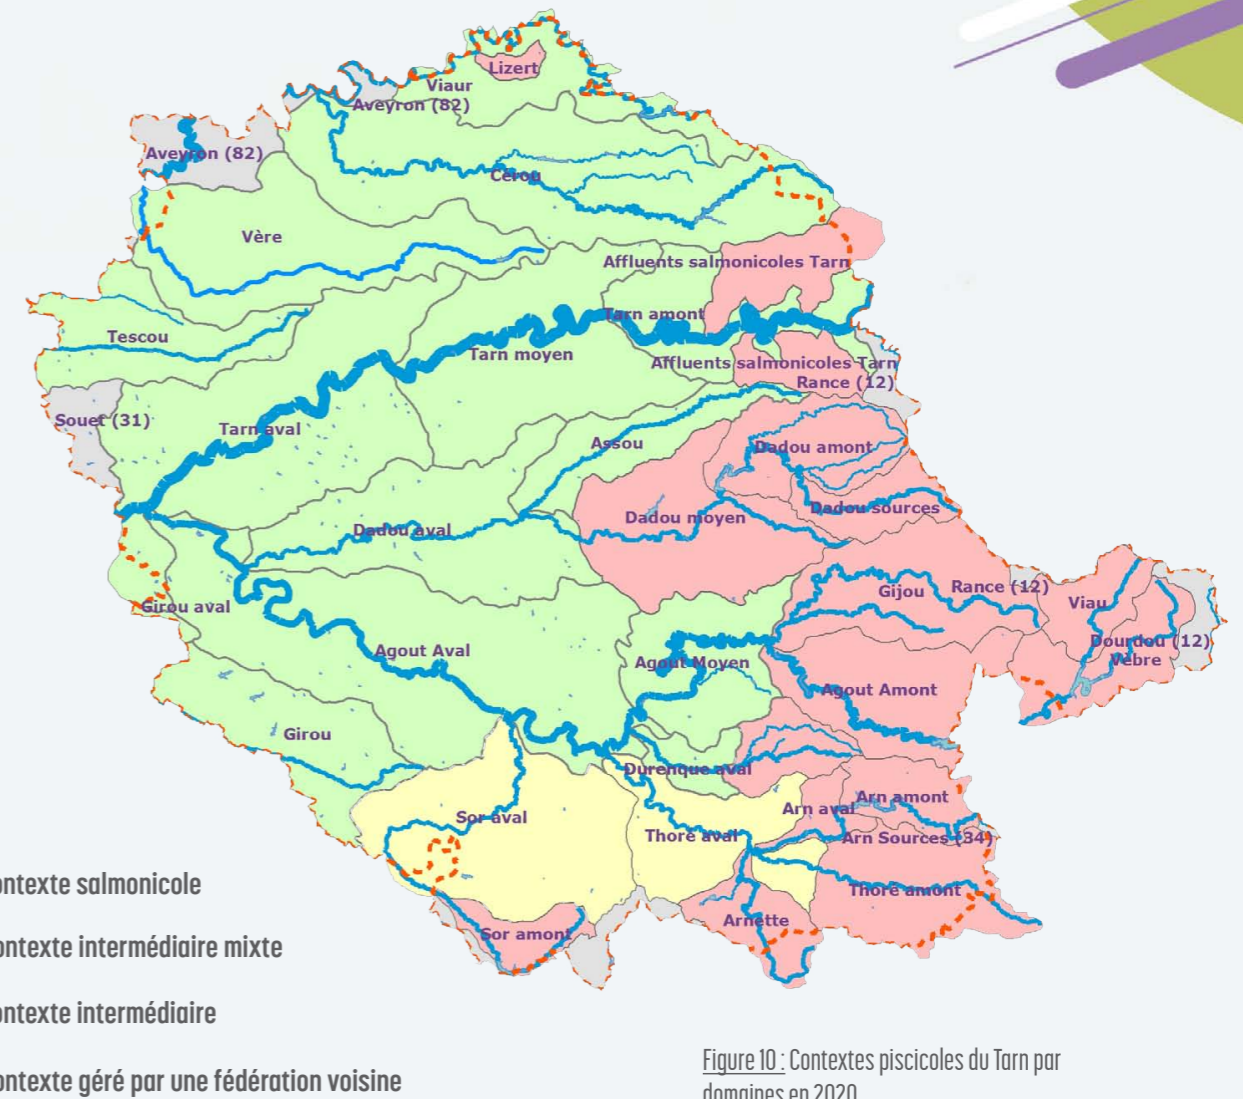 Lizert
Viaur
Aveyron (82)
Aveyron (82)
Cérou
Vère
Affluents salmonicoles Tarn
Tarn amont
Tescou
Tarn moyen
Affluents salmonicoles Tarn
Rance (12)
Souet (31)
Tarn aval
Assou
Dadou amont
Dadou sources
Dadou moyen
Dadou aval
Gijou
Rance (12)
Viau
Girou aval
Dourdou (12)
Vèbre
Agout Aval
Agout Moyen
Agout Amont
Girou
Durenque aval
Arn amont
Arn aval
Sor aval
Thoré aval
Arn Sources (34)
Thoré amont
Arnette
Sor amont
ontexte salmonicole
ontexte intermédiaire mixte
ontexte intermédiaire
ontexte géré par une fédération voisine
Figure 10 : Contextes piscicoles du Tarn par
domaines en 2020